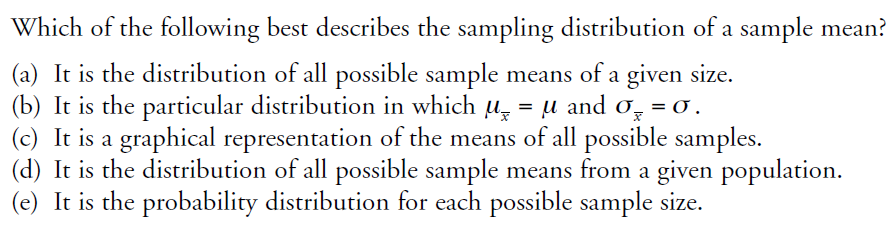 Which of the following best describes the sampling distribution of a sample mean?
(a) It is the distribution of all possible sample means of a given size.
(b) It is the particular distribution in which μ_x̄ = μ and σ_x̄ = σ.
(c) It is a graphical representation of the means of all possible samples.
(d) It is the distribution of all possible sample means from a given population.
(e) It is the probability distribution for each possible sample size.